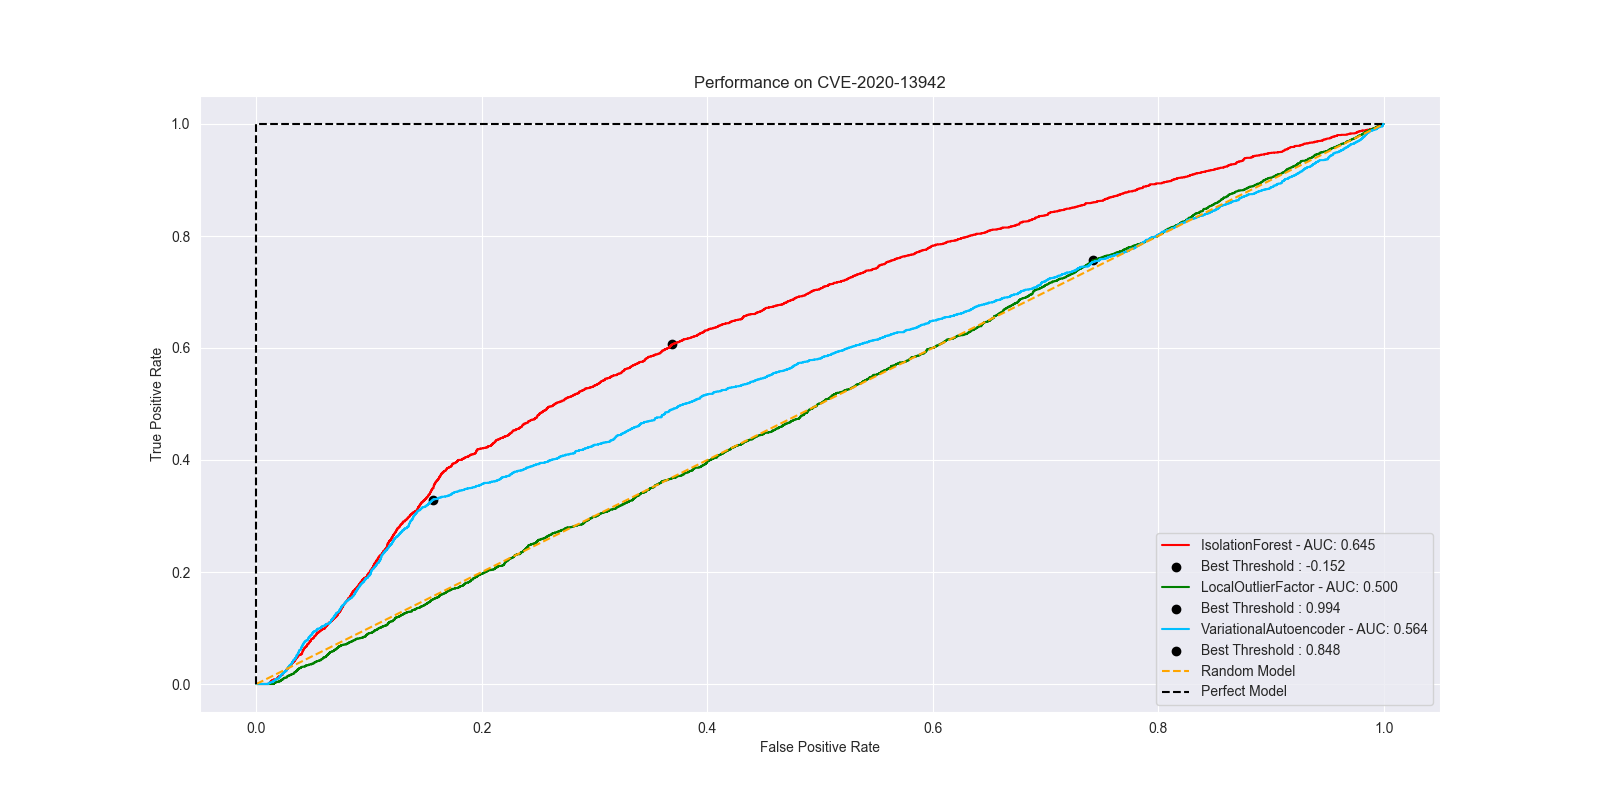 Performance on CVE-2020-13942
1.0
0.8
0.6
0.4
0.2
0.0
True Positive Rate
0.0 0.2 0.4 0.6 0.8 1.0
False Positive Rate
IsolationForest - AUC: 0.645
Best Threshold : -0.152
LocalOutlierFactor - AUC: 0.500
Best Threshold : 0.994
VariationalAutoencoder - AUC: 0.564
Best Threshold : 0.848
Random Model
Perfect Model